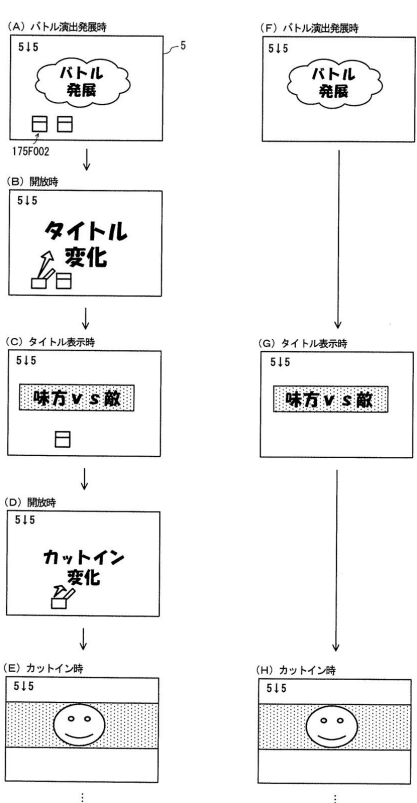 (A) バトル演出発展時
5↓5
バトル
発展
5
175F002
(B) 開放時
5↓5
タイトル
変化
(C) タイトル表示時
5↓5
味方vs敵
(D) 開放時
5↓5
カットイン
変化
(E) カットイン時
5↓5
⋮
(F) バトル演出発展時
5↓5
バトル
発展
(G) タイトル表示時
5↓5
味方vs敵
(H) カットイン時
5↓5
⋮